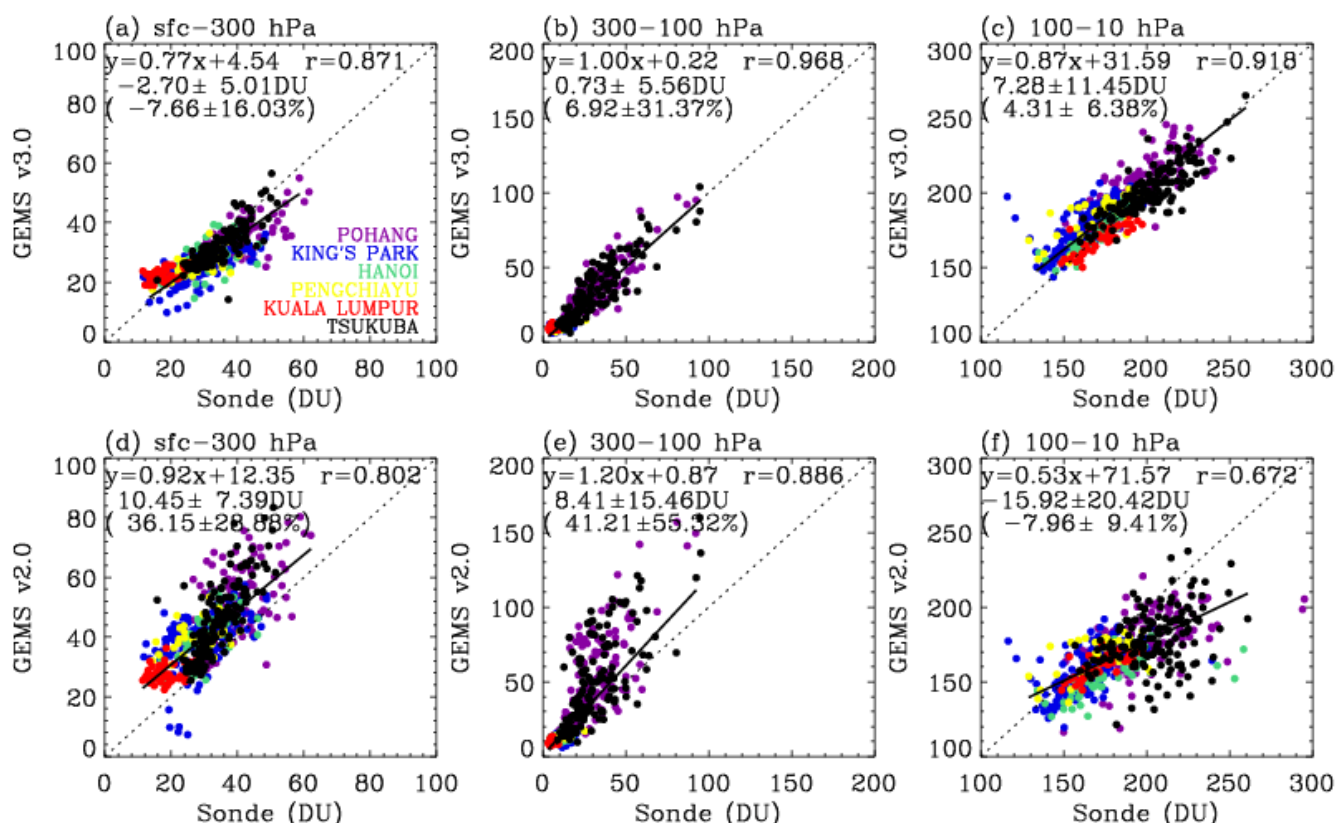 (a) sfc−300 hPa
100
y=0.77x+4.54 r=0.871
−2.70± 5.01DU
( −7.66±16.03%)
80
60
40
20
0
GEMS v3.0
POHANG
KING'S PARK
HANOI
PENGCHIAYU
KUALA LUMPUR
TSUKUBA
0 20 40 60 80 100
Sonde (DU)
(b) 300−100 hPa
200
y=1.00x+0.22 r=0.968
0.73± 5.56DU
( 6.92±31.37%)
150
100
50
0
GEMS v3.0
0 50 100 150 200
Sonde (DU)
(c) 100−10 hPa
300
y=0.87x+31.59 r=0.918
7.28±11.45DU
( 4.31± 6.38%)
250
200
150
100
GEMS v3.0
100 150 200 250 300
Sonde (DU)
(d) sfc−300 hPa
100
y=0.92x+12.35 r=0.802
10.45± 7.39DU
( 36.15±28.88%)
80
60
40
20
0
GEMS v2.0
0 20 40 60 80 100
Sonde (DU)
(e) 300−100 hPa
200
y=1.20x+0.87 r=0.886
8.41±15.46DU
( 41.21±55.32%)
150
100
50
0
GEMS v2.0
0 50 100 150 200
Sonde (DU)
(f) 100−10 hPa
300
y=0.53x+71.57 r=0.672
−15.92±20.42DU
( −7.96± 9.41%)
250
200
150
100
GEMS v2.0
100 150 200 250 300
Sonde (DU)